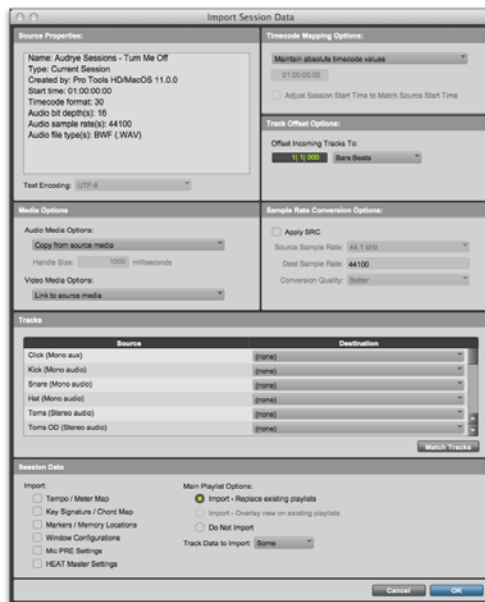 Import Session Data
Source Properties:
Name: Audrye Sessions - Turn Me Off
Type: Current Session
Created by: Pro Tools HD/MacOS 11.0.0
Start time: 01:00:00:00
Timecode format: 30
Audio bit depth(s): 16
Audio sample rate(s): 44100
Audio file type(s): BWF (.WAV)
Text Encoding: UTF-8
Timecode Mapping Options:
Maintain absolute timecode values
01:00:00:00
Adjust Session Start Time to Match Source Start Time
Track Offset Options:
Offset Incoming Tracks To:
1| 1| 000 Bars:Beats
Media Options
Audio Media Options:
Copy from source media
Handle Size: 1000 milliseconds
Video Media Options:
Link to source media
Sample Rate Conversion Options:
Apply SRC
Source Sample Rate: 44.1 kHz
Dest Sample Rate: 44100
Conversion Quality: Better
Tracks
Source Destination
Click (Mono aux) (none)
Kick (Mono audio) (none)
Snare (Mono audio) (none)
Hat (Mono audio) (none)
Toms (Stereo audio) (none)
Toms OD (Stereo audio) (none)
Match Tracks
Session Data
Import:
Tempo / Meter Map
Key Signature / Chord Map
Markers / Memory Locations
Window Configurations
Mic PRE Settings
HEAT Master Settings
Main Playlist Options:
Import - Replace existing playlists
Import - Overlay new on existing playlists
Do Not Import
Track Data to Import: Some
Cancel OK